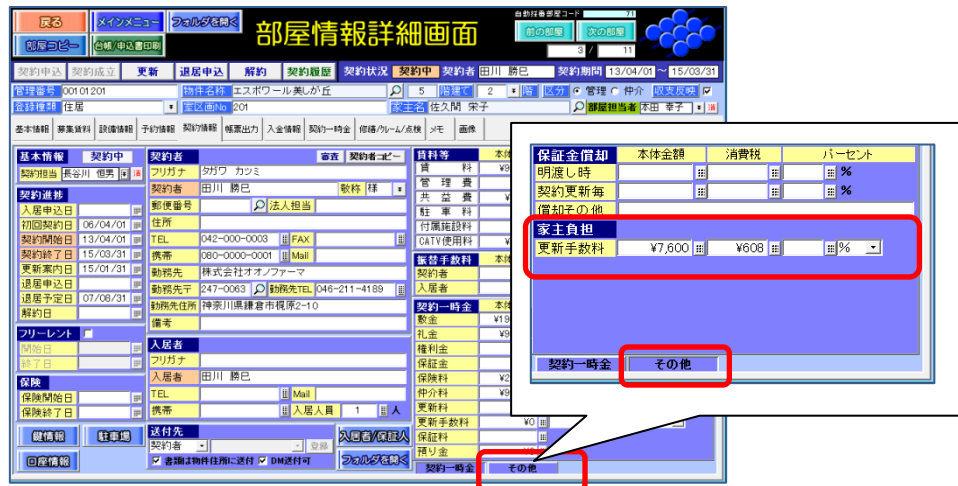 戻る メインメニュー フォルダを開く 部屋情報詳細画面 自動採番部屋コード 71
部屋コピー 台帳/申込書印刷 前の部屋 次の部屋
3 / 11
契約申込 契約成立 更新 退居申込 解約 契約履歴 契約状況 契約中 契約者 田川 勝巳 契約期間 13/04/01 ~ 15/03/31
管理番号 00101201 物件名称 エスポワール美しが丘 5 階建て 2 階 区分 管理 仲介 収支反映
登録種類 住居 室区画No 201 家主名 佐久間 栄子 部屋担当者 本田 幸子
基本情報 募集賃料 設備情報 予約情報 契約情報 帳票出力 入金情報 契約一時金 修繕/クレーム/点検 メモ 画像
基本情報 契約中
契約担当 長谷川 恒男
契約進捗
入居申込日
初回契約日 06/04/01
契約開始日 13/04/01
契約終了日 15/03/31
更新案内日 15/01/31
退居申込日
退居予定日 07/08/31
解約日
フリーレント
開始日
終了日
保険
保険開始日
保険終了日
鍵情報 駐車場
口座情報
契約者 審査 契約者コピー
フリガナ タガワ カツミ
契約者 田川 勝巳 敬称 様
郵便番号 法人担当
住所
TEL 042-000-0003 FAX
携帯 080-0000-0001 Mail
勤務先 株式会社オオノファーマ
勤務先〒 247-0063 勤務先TEL 046-211-4189
勤務先住所 神奈川県鎌倉市梶原2-10
備考
入居者
フリガナ
入居者 田川 勝巳
TEL Mail
携帯 入居人員 1 人
送付先 入居者/保証人
契約者 登録
書類は物件住所に送付 DM送付可 フォルダを開く
賃料等 本体
賃 料 ¥9
管 理 費
共 益 費 ¥
駐 車 料
付属施設料
CATV使用料 ¥
振替手数料 本体
契約者
入居者
契約一時金 本体
敷金 ¥19
礼金 ¥9
権利金
保証金
保険料 ¥2
仲介料 ¥9
更新料
更新手数料 ¥0
保証料
預り金
契約一時金 その他
保証金償却 本体金額 消費税 パーセント
明渡し時 %
契約更新毎 %
償却その他
家主負担
更新手数料 ¥7,600 ¥608 %
契約一時金 その他